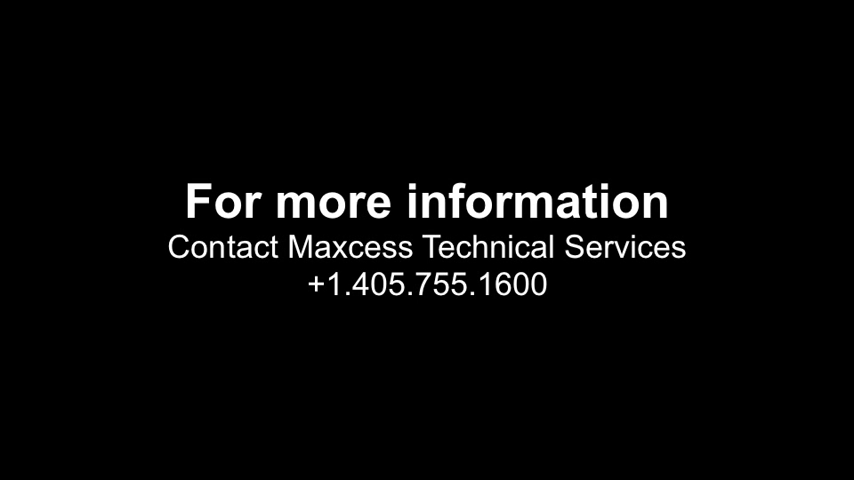 For more information
Contact Maxcess Technical Services
+1.405.755.1600